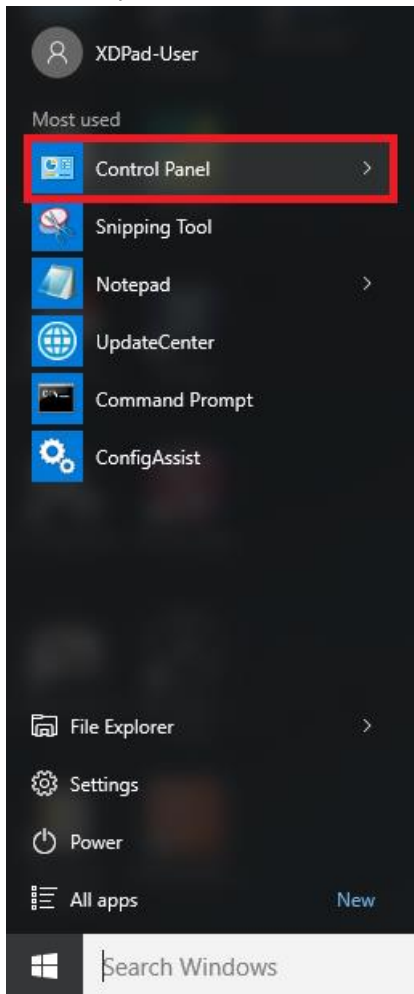 XDPad-User
Most used
Control Panel
Snipping Tool
Notepad
UpdateCenter
Command Prompt
ConfigAssist
File Explorer
Settings
Power
All apps New
Search Windows